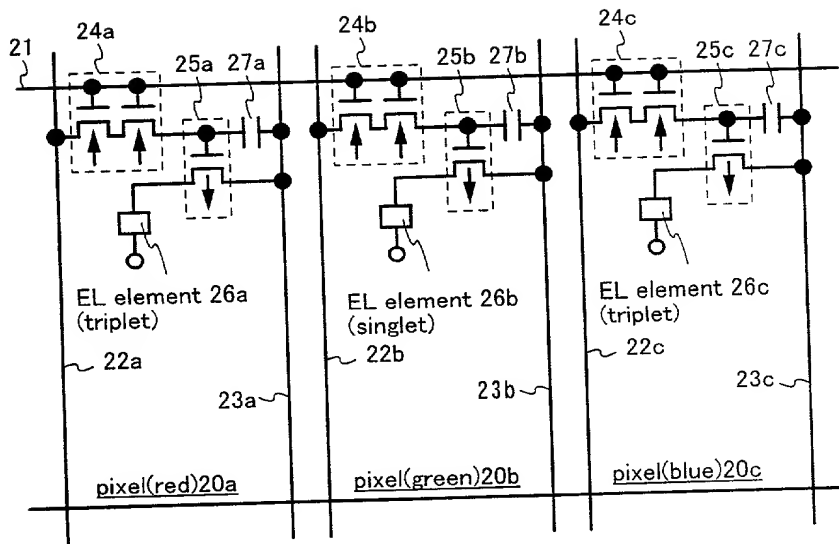 21
24a
25a
27a
24b
25b
27b
24c
25c
27c
EL element 26a
(triplet)
EL element 26b
(singlet)
EL element 26c
(triplet)
22a
23a
22b
23b
22c
23c
pixel(red)20a
pixel(green)20b
pixel(blue)20c